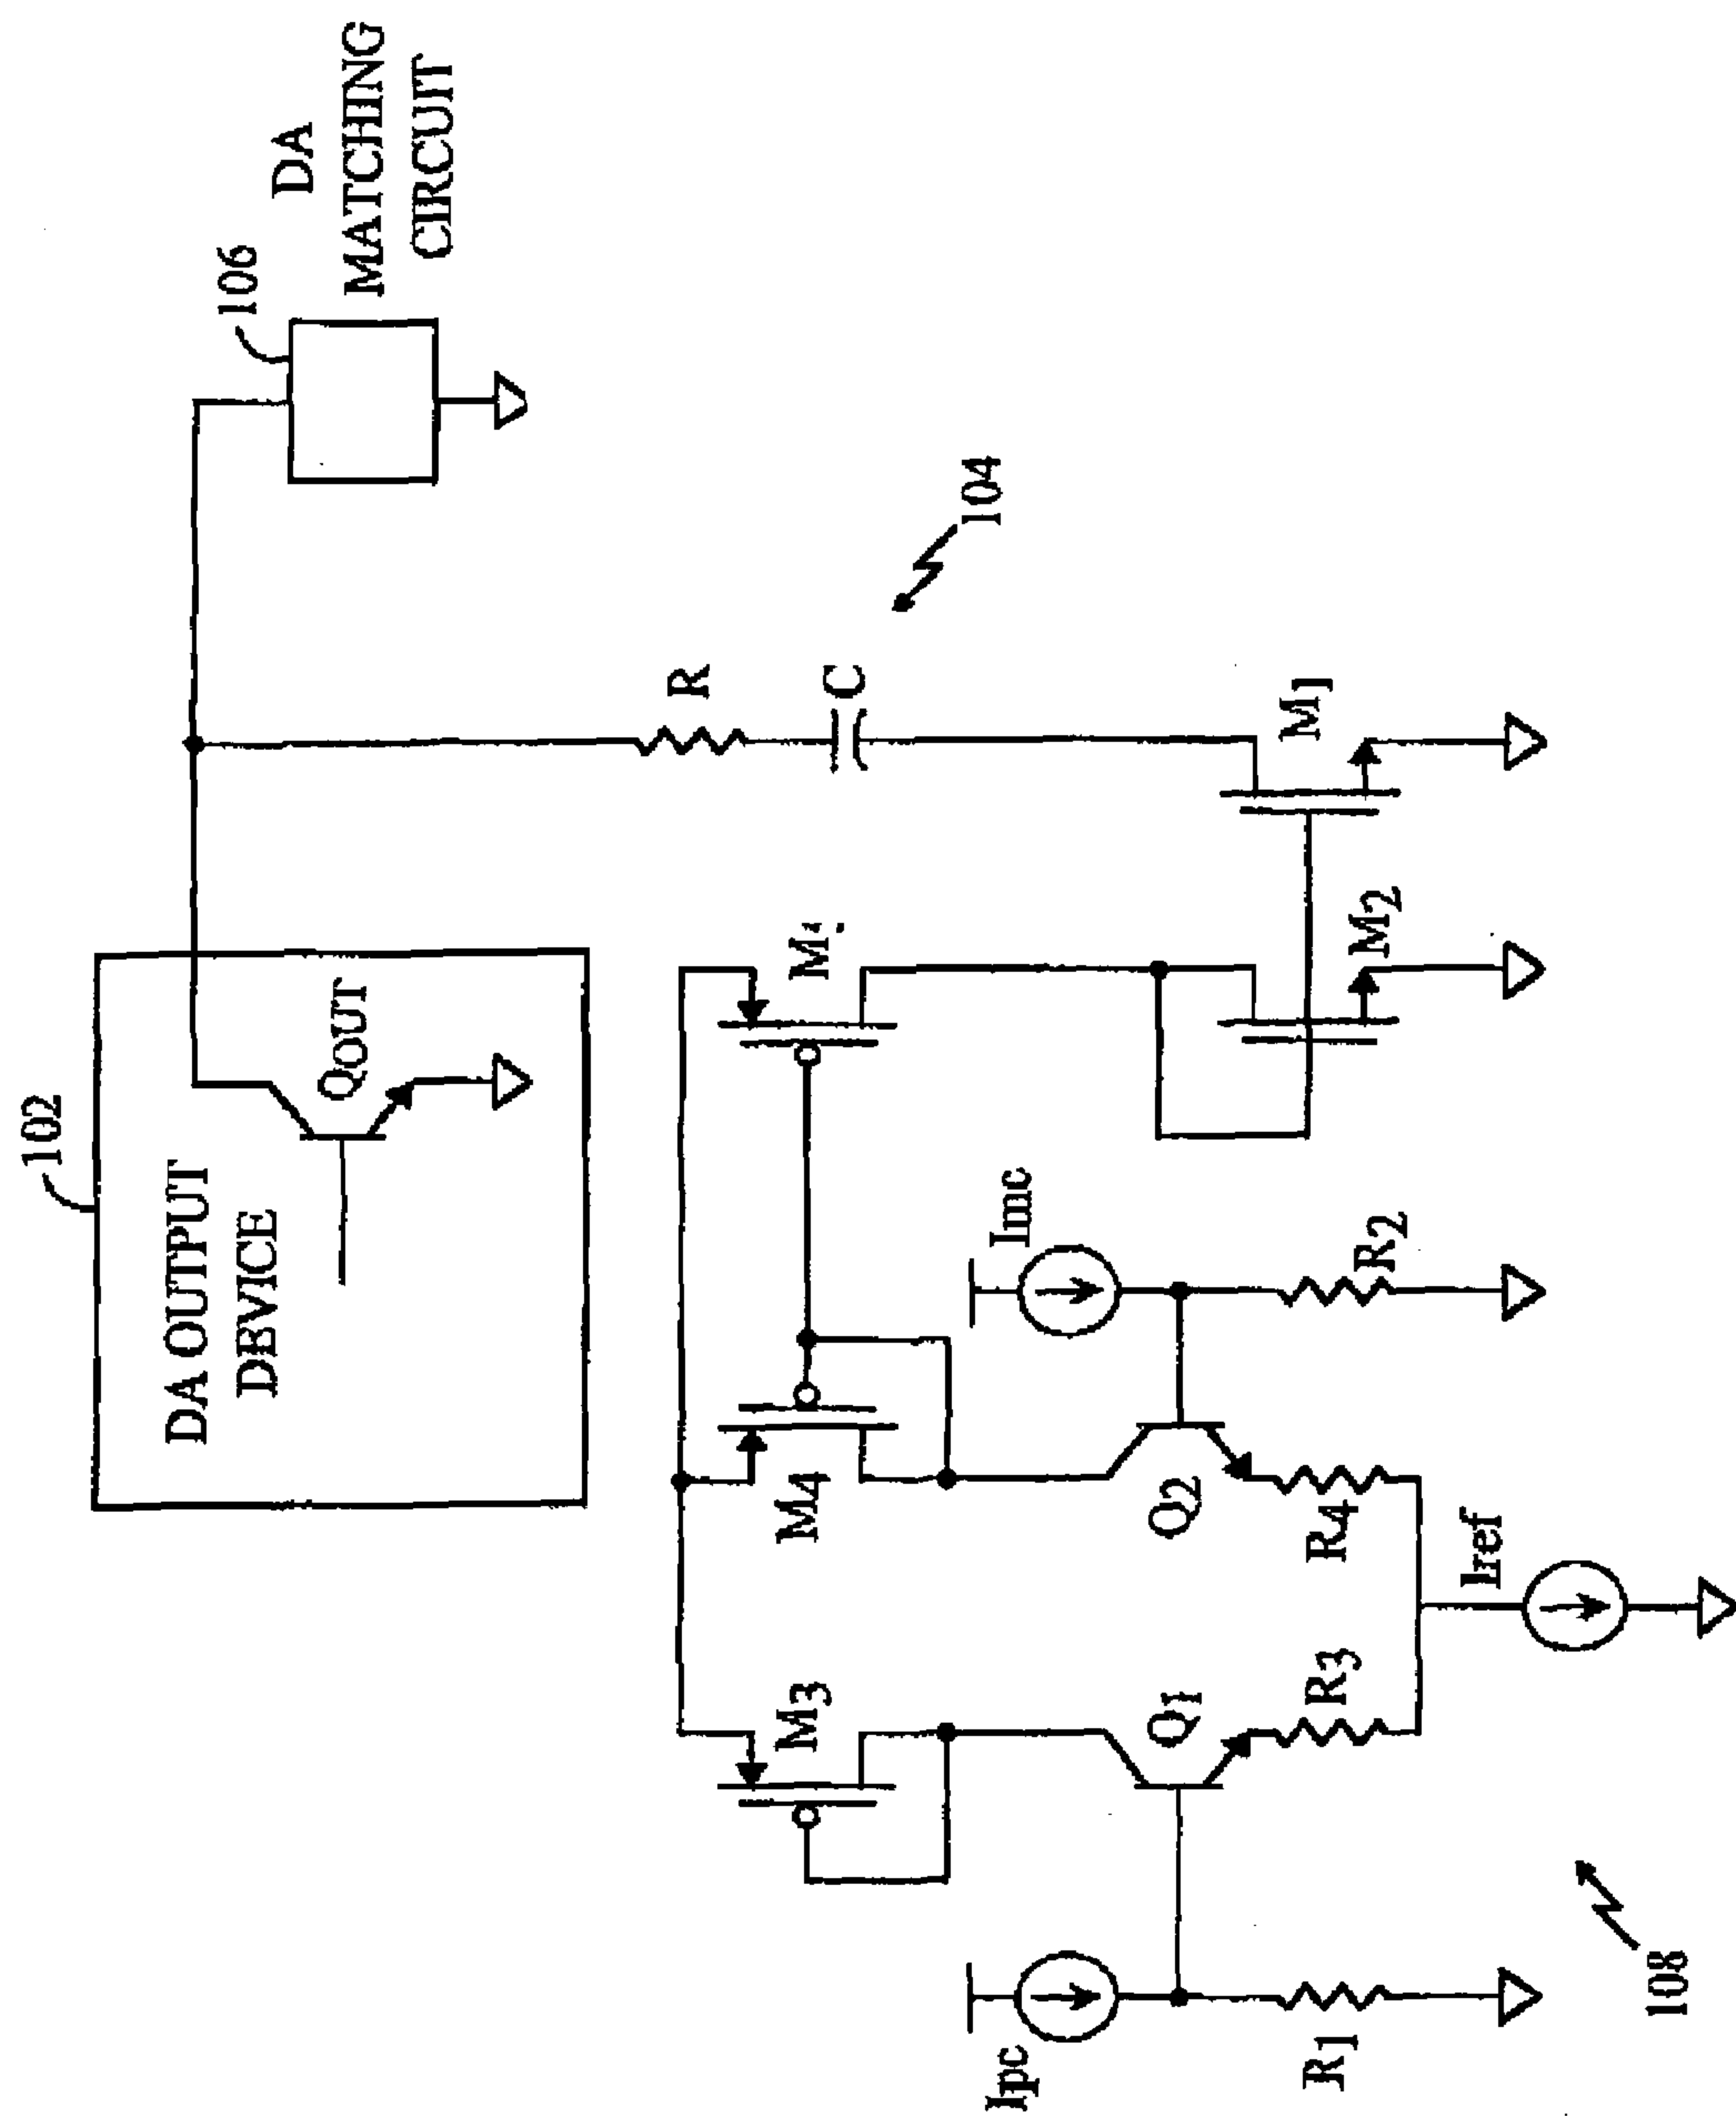 102
DA OUTPUT
DEVICE
QOUT
106
DA
MATCHING
CIRCUIT
104
R
C
M3
M4
Imc
Ipc
Q1
Q2
M2
M1
R1
R3
R4
R2
Iref
108